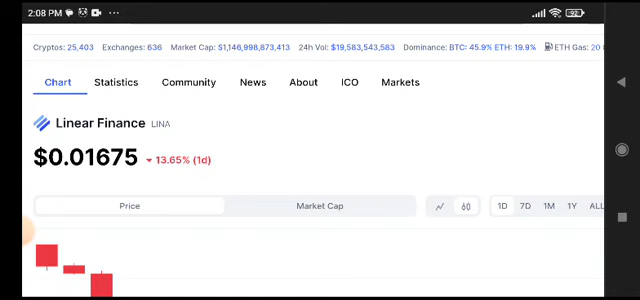 2:08 PM 92
Cryptos: 25,403 Exchanges: 636 Market Cap: $1,146,998,873,413 24h Vol: $19,583,543,583 Dominance: BTC: 45.9% ETH: 19.9% ETH Gas: 20
Chart Statistics Community News About ICO Markets
Linear Finance LINA
$0.01675 13.65% (1d)
Price Market Cap 1D 7D 1M 1Y ALL